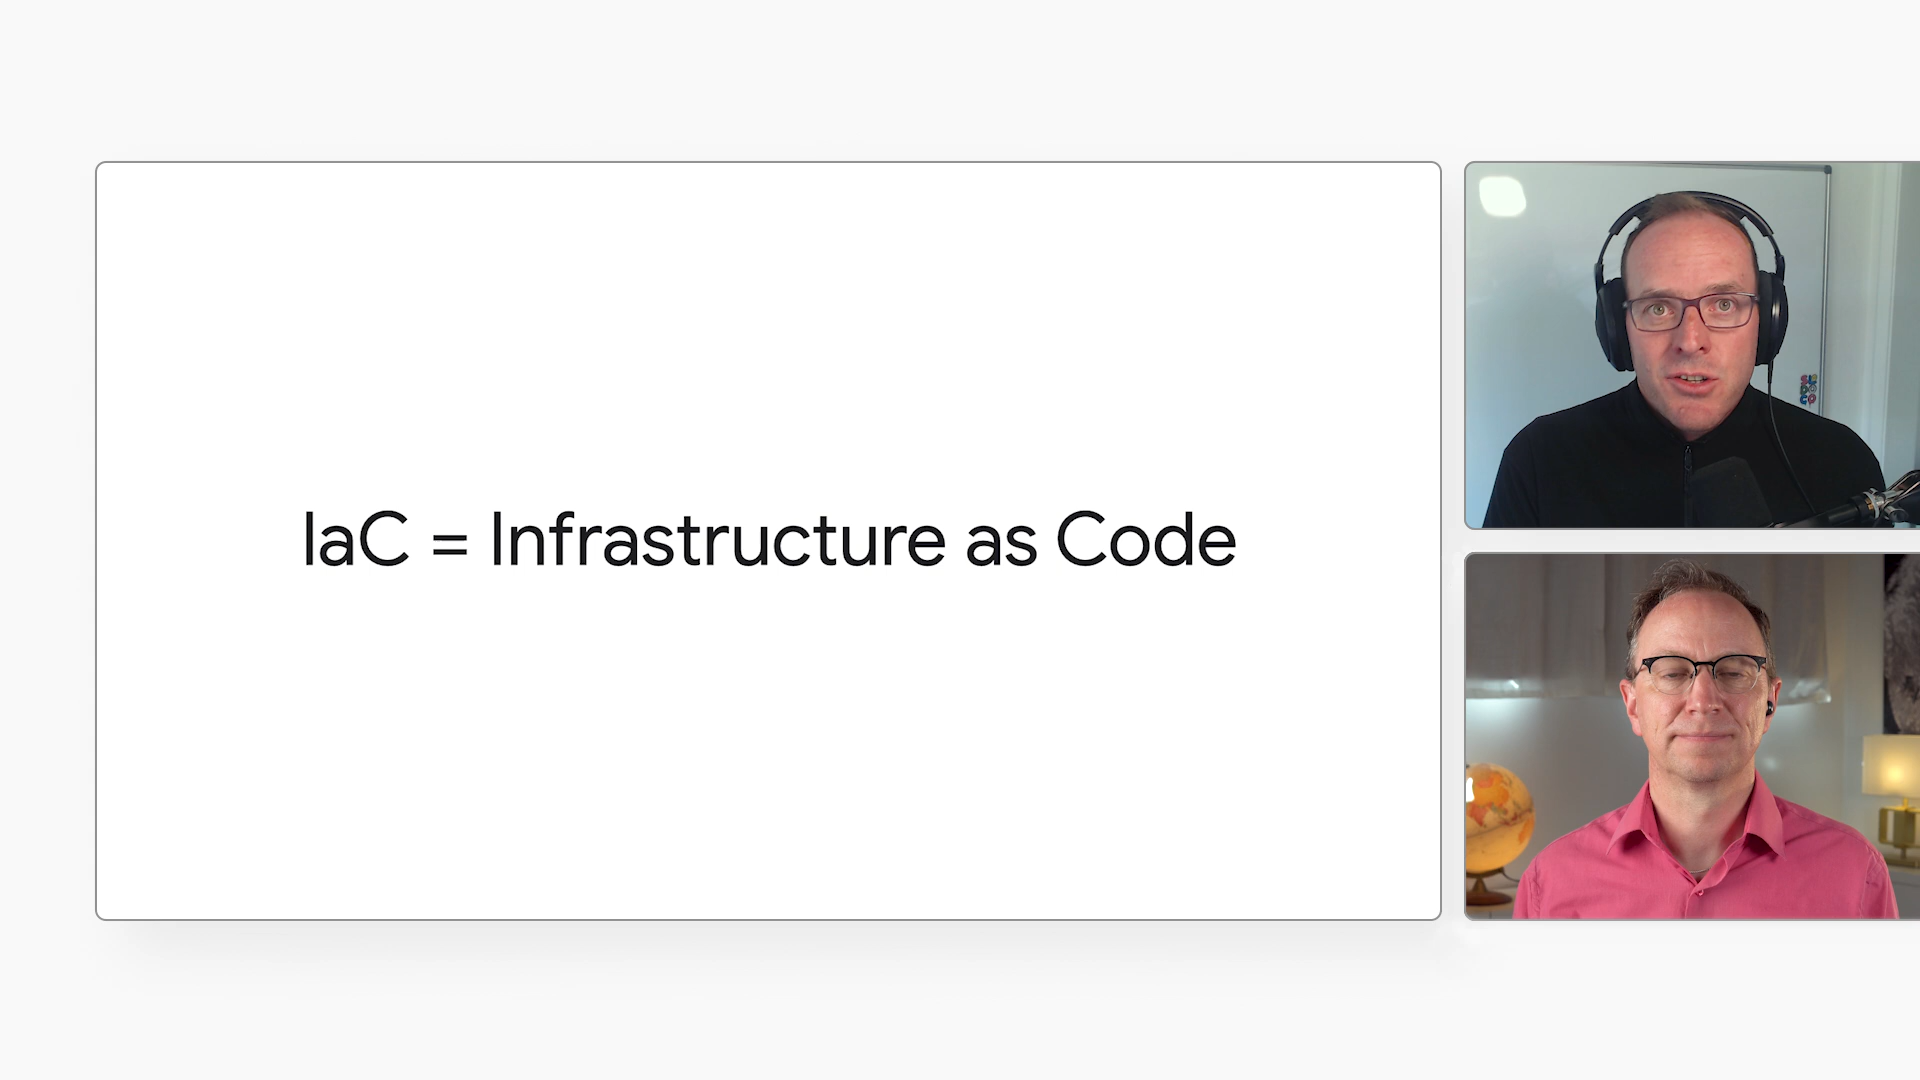 IaC = Infrastructure as Code